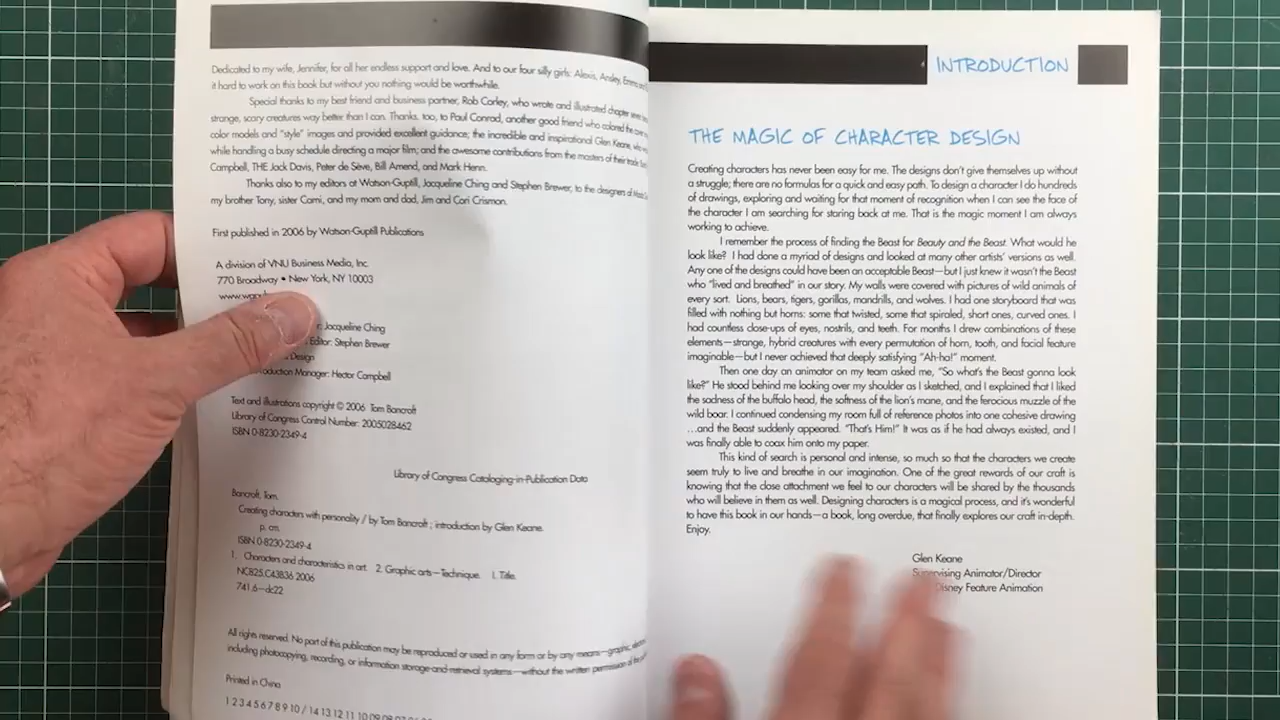 Dedicated to my wife, Jennifer, for all her endless support and love. And to our four silly girls: Alexis, Ansley, Emma
it hard to work on this book but without you nothing would be worthwhile.
Special thanks to my best friend and business partner, Rob Corley, who wrote and illustrated chapter seven
strange, scary creatures way better than I can. Thanks, too, to Paul Conrad, another good friend who colored the
color models and "style" images and provided excellent guidance; the incredible and inspirational Glen Keane,
while handling a busy schedule directing a major film; and the awesome contributions from the masters of their trade
Campbell, THE Jack Davis, Peter de Sève, Bill Amend, and Mark Henn.
Thanks also to my editors at Watson-Guptill, Jacqueline Ching and Stephen Brewer, to the designers of
my brother Tony, sister Cami, and my mom and dad, Jim and Cori Crismon.
First published in 2006 by Watson-Guptill Publications
A division of VNU Business Media, Inc.
770 Broadway • New York, NY 10003
Jacqueline Ching
Editor: Stephen Brewer
Design
Manager: Hector Campbell
Text and illustrations copyright © 2006 Tom Bancroft
Library of Congress Control Number: 2005028462
ISBN 0-8230-2349-4
Library of Congress Cataloging-in-Publication Data
Bancroft, Tom.
Creating characters with personality / by Tom Bancroft ; introduction by Glen Keane.
p. cm.
ISBN 0-8230-2349-4
1. Characters and characteristics in art. 2. Graphic arts—Technique. I. Title.
NC825.C43B36 2006
741.6—dc22
All rights reserved. No part of this publication may be reproduced or used in any form or by any means—graphic,
including photocopying, recording, or information storage-and-retrieval systems—without the written permission of the
Printed in China
1 2 3 4 5 6 7 8 9 10 / 14 13 12 11 10 09 08 07 06
INTRODUCTION
THE MAGIC OF CHARACTER DESIGN
Creating characters has never been easy for me. The designs don't give themselves up without
a struggle; there are no formulas for a quick and easy path. To design a character I do hundreds
of drawings, exploring and waiting for that moment of recognition when I can see the face of
the character I am searching for staring back at me. That is the magic moment I am always
working to achieve.
I remember the process of finding the Beast for Beauty and the Beast. What would he
look like? I had done a myriad of designs and looked at many other artists' versions as well.
Any one of the designs could have been an acceptable Beast—but I just knew it wasn't the Beast
who "lived and breathed" in our story. My walls were covered with pictures of wild animals of
every sort. Lions, bears, tigers, gorillas, mandrills, and wolves. I had one storyboard that was
filled with nothing but horns: some that twisted, some that spiraled, short ones, curved ones. I
had countless close-ups of eyes, nostrils, and teeth. For months I drew combinations of these
elements—strange, hybrid creatures with every permutation of horn, tooth, and facial feature
imaginable—but I never achieved that deeply satisfying "Ah-ha!" moment.
Then one day an animator on my team asked me, "So what's the Beast gonna look
like?" He stood behind me looking over my shoulder as I sketched, and I explained that I liked
the sadness of the buffalo head, the softness of the lion's mane, and the ferocious muzzle of the
wild boar. I continued condensing my room full of reference photos into one cohesive drawing
...and the Beast suddenly appeared. "That's Him!" It was as if he had always existed, and I
was finally able to coax him onto my paper.
This kind of search is personal and intense, so much so that the characters we create
seem truly to live and breathe in our imagination. One of the great rewards of our craft is
knowing that the close attachment we feel to our characters will be shared by the thousands
who will believe in them as well. Designing characters is a magical process, and it's wonderful
to have this book in our hands—a book, long overdue, that finally explores our craft in-depth.
Enjoy.
Glen Keane
Supervising Animator/Director
Disney Feature Animation